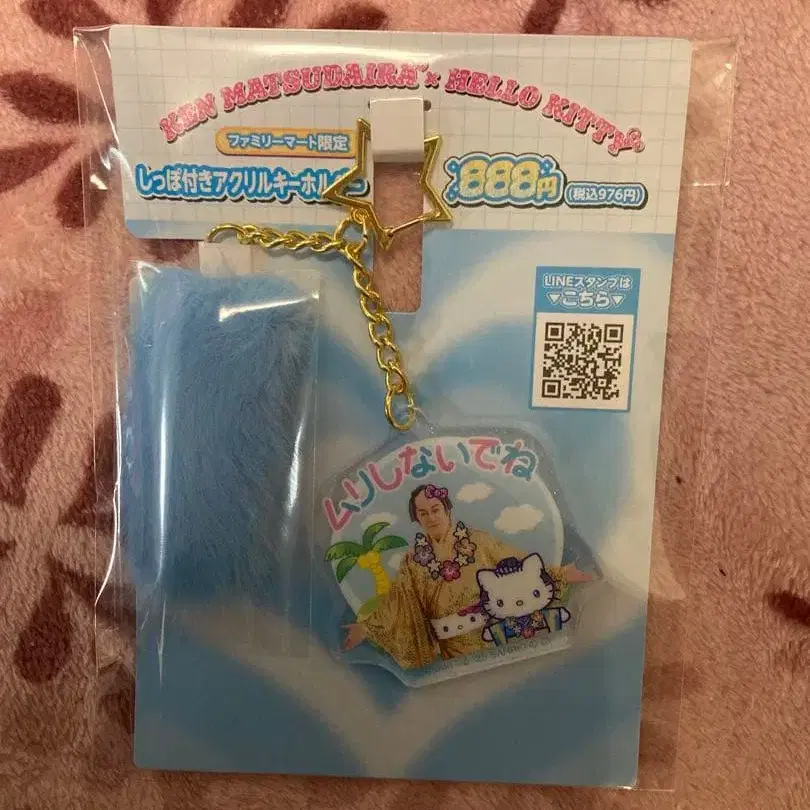 KEN MATSUDAIRA × HELLO KITTY
ファミリーマート限定
しっぽ付きアクリルキーホルダー
888円
(税込976円)
LINEスタンプは
▼こちら▼
ムリしないでね